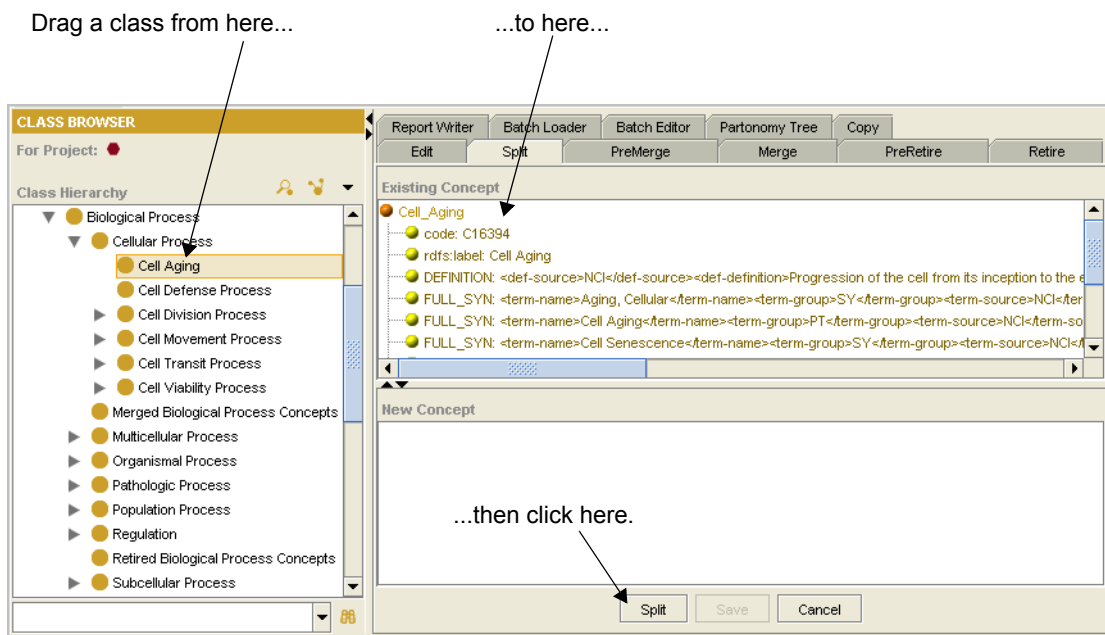 Drag a class from here...
...to here...
CLASS BROWSER
For Project:
Class Hierarchy
Biological Process
Cellular Process
Cell Aging
Cell Defense Process
Cell Division Process
Cell Movement Process
Cell Transit Process
Cell Viability Process
Merged Biological Process Concepts
Multicellular Process
Organismal Process
Pathologic Process
Population Process
Regulation
Retired Biological Process Concepts
Subcellular Process
Report Writer Batch Loader Batch Editor Partonomy Tree Copy
Edit Split PreMerge Merge PreRetire Retire
Existing Concept
Cell_Aging
code: C16394
rdfs:label: Cell Aging
DEFINITION: <def-source>NCI</def-source><def-definition>Progression of the cell from its inception to the e
FULL_SYN: <term-name>Aging, Cellular</term-name><term-group>SY</term-group><term-source>NCI</ter
FULL_SYN: <term-name>Cell Aging</term-name><term-group>PT</term-group><term-source>NCI</term-so
FULL_SYN: <term-name>Cell Senescence</term-name><term-group>SY</term-group><term-source>NCI</t
New Concept
...then click here.
Split Save Cancel